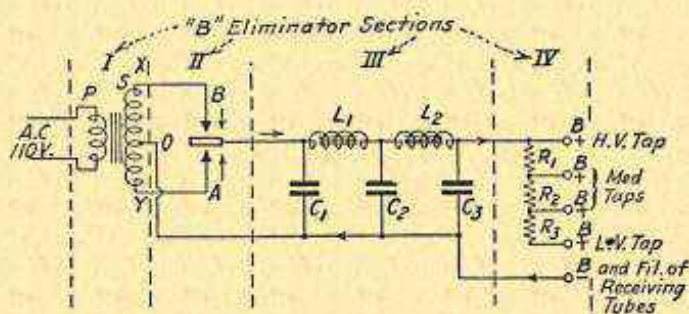 "B" Eliminator Sections
I II III IV
P S X
O
Y
A.C.
110V.
B
A
L₁ L₂
C₁ C₂ C₃
R₁
R₂
R₃
B + H.V. Tap
B +
B + } Med Taps
B + L.V. Tap
B - and Fil. of
Receiving
Tubes